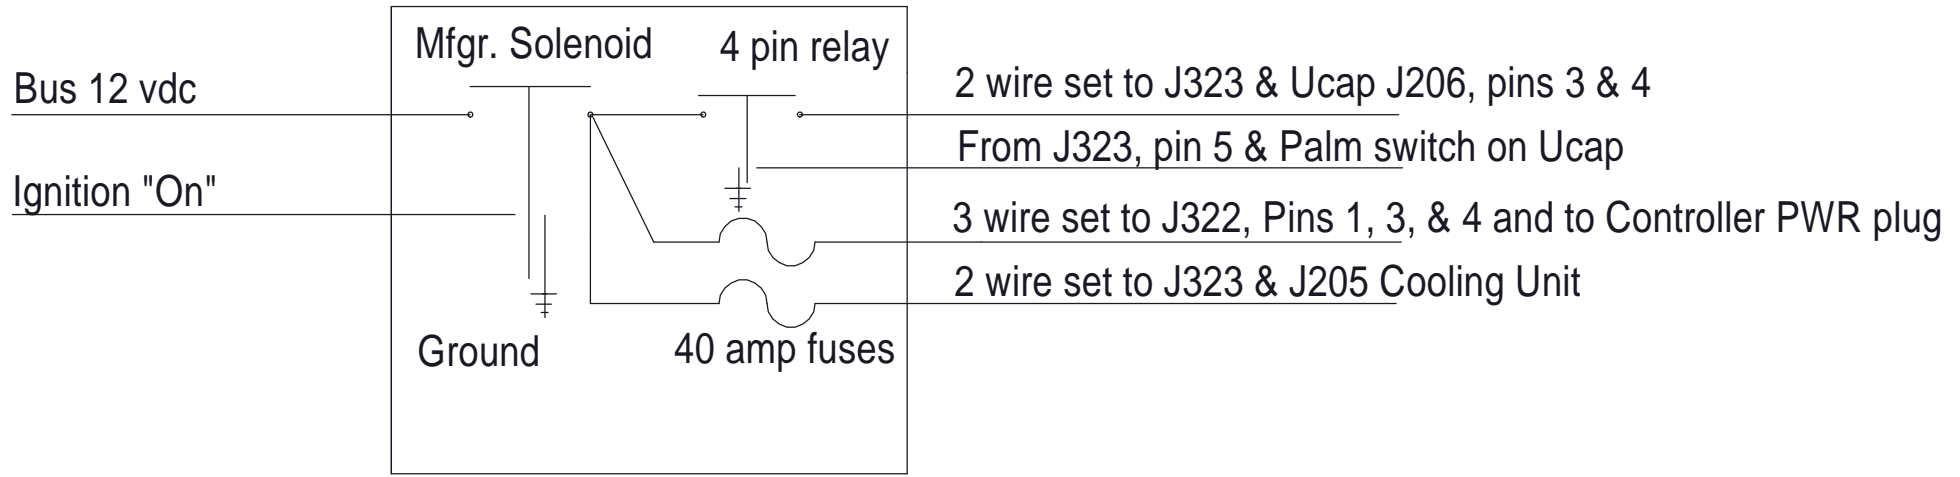 Mfgr. Solenoid
4 pin relay
Bus 12 vdc
2 wire set to J323 & Ucap J206, pins 3 & 4
From J323, pin 5 & Palm switch on Ucap
Ignition "On"
3 wire set to J322, Pins 1, 3, & 4 and to Controller PWR plug
2 wire set to J323 & J205 Cooling Unit
Ground
40 amp fuses